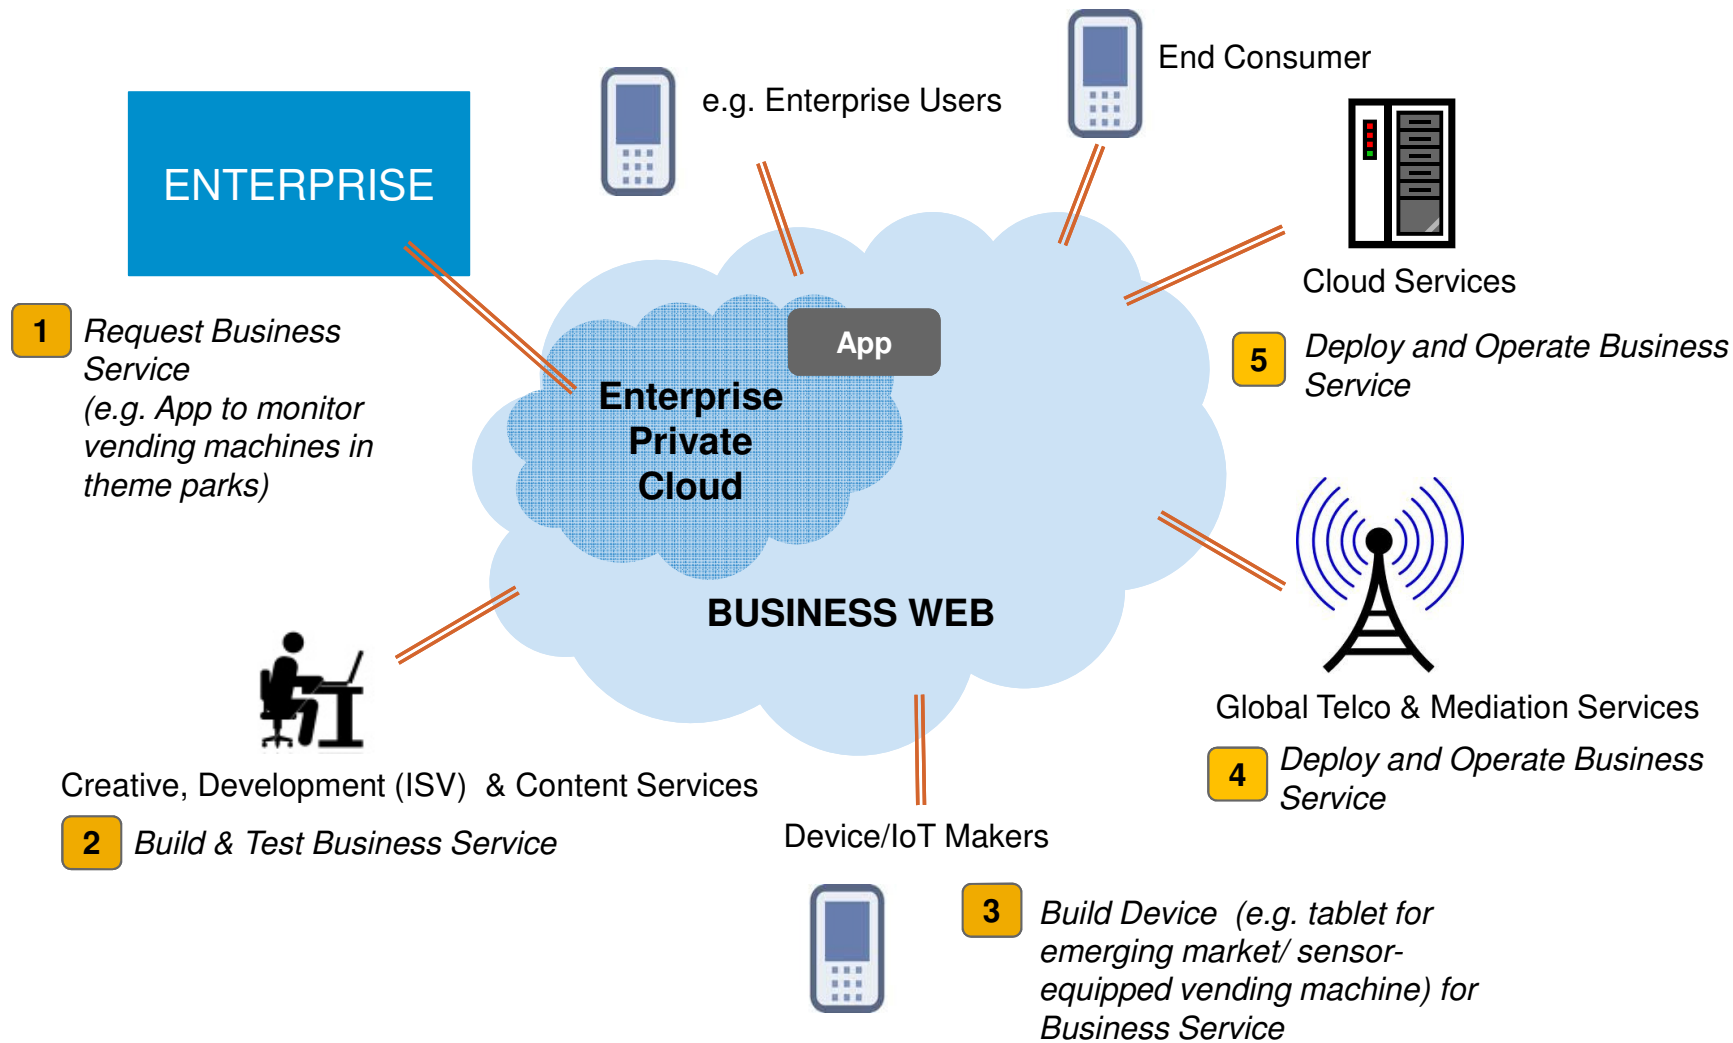 End Consumer
e.g. Enterprise Users
ENTERPRISE
Cloud Services
1
Request Business
Service
(e.g. App to monitor
vending machines in
theme parks)
App
5
Deploy and Operate Business
Service
Enterprise
Private
Cloud
BUSINESS WEB
Global Telco & Mediation Services
4
Deploy and Operate Business
Service
Creative, Development (ISV)  & Content Services
2
Build & Test Business Service
Device/IoT Makers
3
Build Device  (e.g. tablet for
emerging market/ sensor-
equipped vending machine) for
Business Service